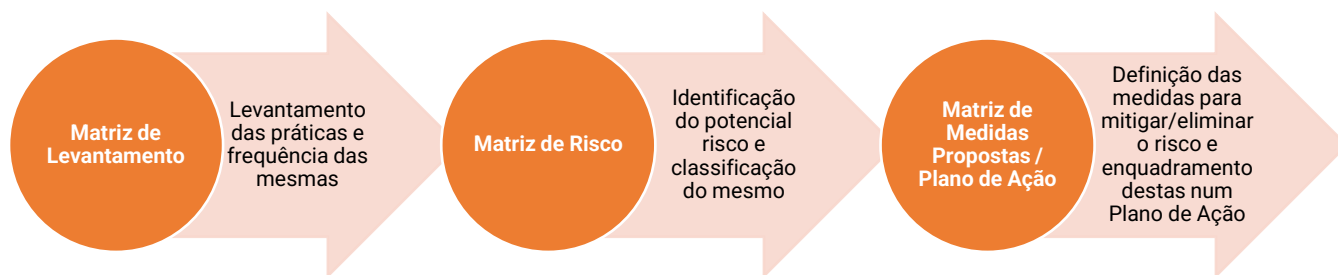 Matriz de
Levantamento
Levantamento
das práticas e
frequência das
mesmas
Matriz de Risco
Identificação
do potencial
risco e
classificação
do mesmo
Matriz de
Medidas
Propostas /
Plano de Ação
Definição das
medidas para
mitigar/eliminar
o risco e
enquadramento
destas num
Plano de Ação